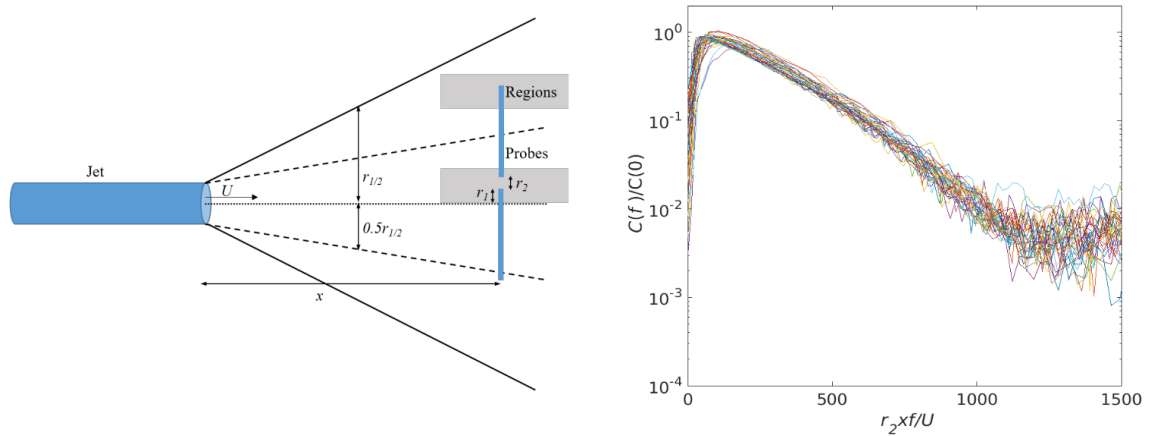 Jet
U
r1/2
0.5r1/2
x
Regions
Probes
r1
r2
C(f)/C(0)
10^0
10^-1
10^-2
10^-3
10^-4
0
500
1000
1500
r2xf/U